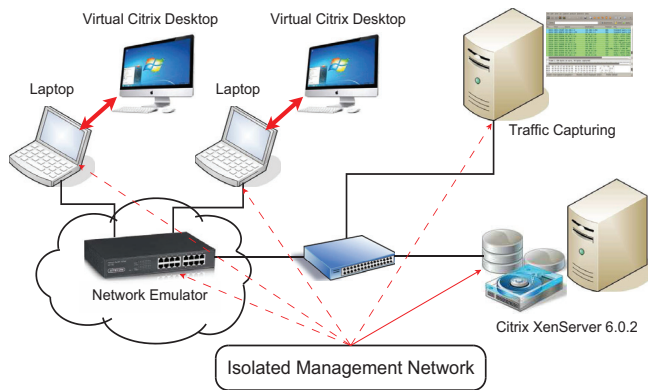 Virtual Citrix Desktop
Virtual Citrix Desktop
Laptop
Laptop
Traffic Capturing
Network Emulator
Citrix XenServer 6.0.2
Isolated Management Network